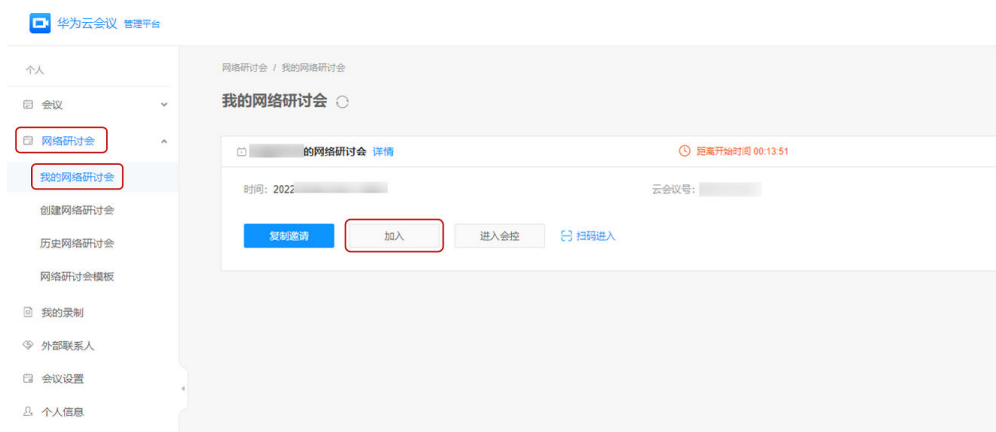 华为云会议 管理平台
个人
会议
网络研讨会
我的网络研讨会
创建网络研讨会
历史网络研讨会
网络研讨会模板
我的录制
外部联系人
会议设置
个人信息
网络研讨会 / 我的网络研讨会
我的网络研讨会
的网络研讨会 详情
距离开始时间 00:13:51
时间: 2022
云会议号:
复制邀请 加入 进入会控 扫码进入